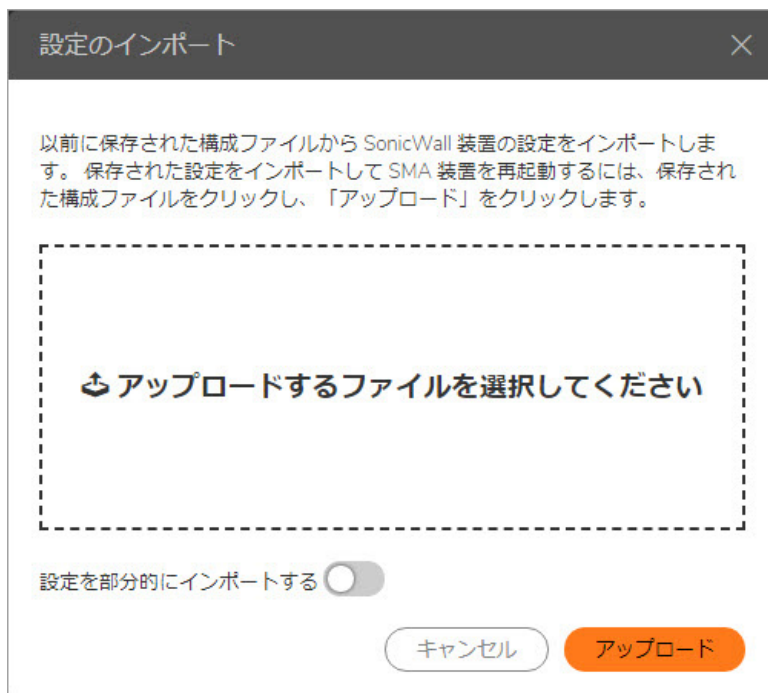 設定のインポート
以前に保存された構成ファイルから SonicWall 装置の設定をインポートしま
す。 保存された設定をインポートして SMA 装置を再起動するには、保存され
た構成ファイルをクリックし、「アップロード」をクリックします。
アップロードするファイルを選択してください
設定を部分的にインポートする
キャンセル
アップロード